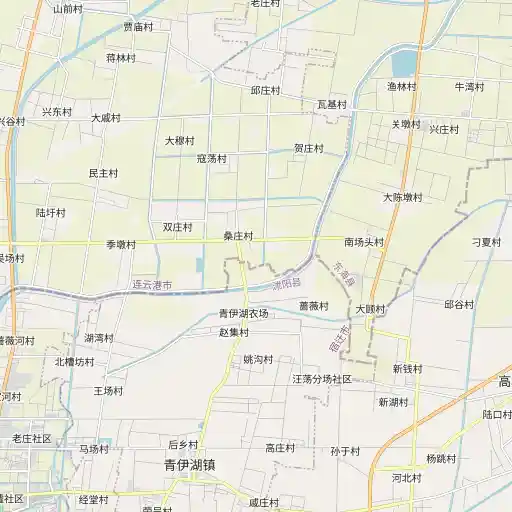 山前村
老庄村
贾庙村
蒋林村
邱庄村
渔林村
牛湾村
瓦基村
兴东村
大戚村
兴谷村
关墩村
兴庄村
大穆村
贺庄村
寇荡村
民主村
大陈墩村
陆圩村
双庄村
桑庄村
季墩村
南场头村
刁夏村
吴场村
东海县
连云港市
沭阳县
蔷薇村
大顾村
邱谷村
青伊湖农场
赵集村
宿迁市
湖湾村
蔷薇河村
北槽坊村
姚沟村
新钱村
汪荡分场社区
高
王场村
新湖村
河村
陆口村
老庄社区
马场村
后乡村
高庄村
孙于村
青伊湖镇
杨跳村
河北村
社区
经堂村
戚庄村
荣吴村